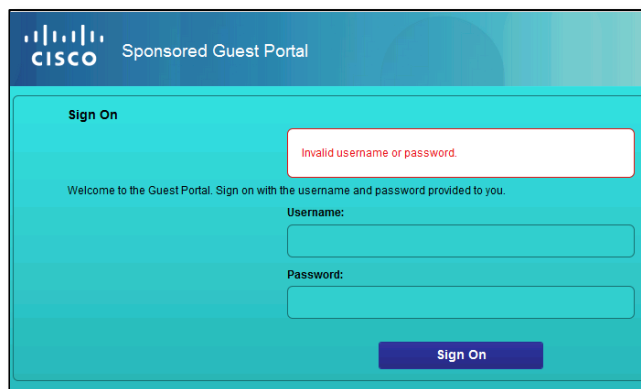 CISCO
Sponsored Guest Portal
Sign On
Invalid username or password.
Welcome to the Guest Portal. Sign on with the username and password provided to you.
Username:
Password:
Sign On